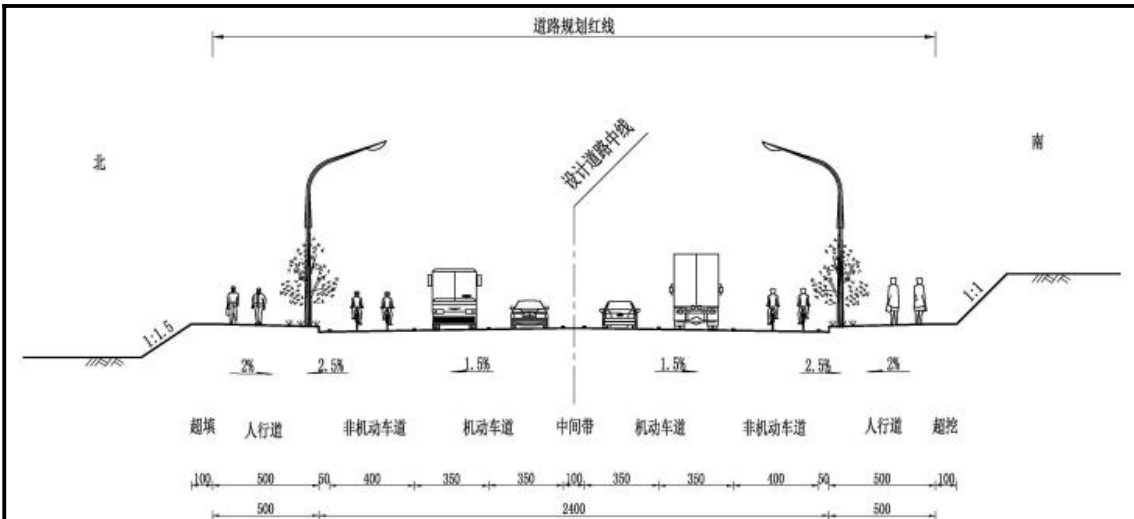 道路规划红线
北
南
设计道路中线
1:1.5
1:1
2% 2.5% 1.5% 1.5% 2.5% 2%
超填 人行道 非机动车道 机动车道 中间带 机动车道 非机动车道 人行道 超挖
100 500 50 400 350 350 100 350 350 400 50 500 100
500 2400 500